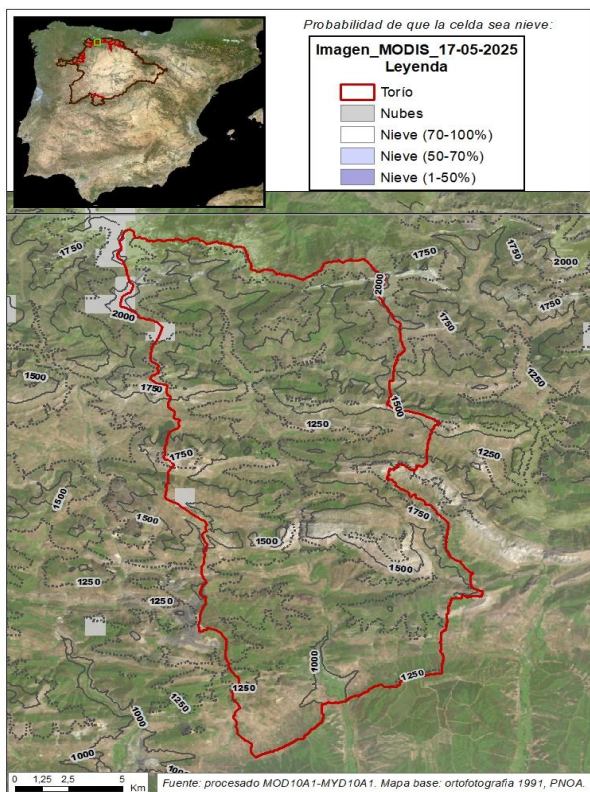 Probabilidad de que la celda sea nieve:
Imagen_MODIS_17-05-2025
Leyenda
Torío
Nubes
Nieve (70-100%)
Nieve (50-70%)
Nieve (1-50%)
1750
1750
1750
2000
2000
1750
2000
1750
1500
1750
1500
1250
1250
1250
1750
1500
1500
1750
1500
1500
1250
1250
1000
1250
1250
1250
1000
1000
1000
0 1,25 2,5 5
Km
Fuente: procesado MOD10A1-MYD10A1. Mapa base: ortofotografia 1991, PNOA.